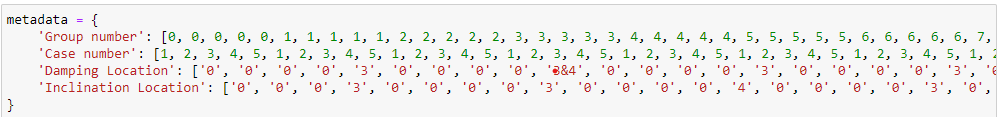 metadata = {
'Group number': [0, 0, 0, 0, 0, 1, 1, 1, 1, 1, 2, 2, 2, 2, 2, 3, 3, 3, 3, 3, 4, 4, 4, 4, 4, 5, 5, 5, 5, 5, 6, 6, 6, 6, 6, 7,
'Case number': [1, 2, 3, 4, 5, 1, 2, 3, 4, 5, 1, 2, 3, 4, 5, 1, 2, 3, 4, 5, 1, 2, 3, 4, 5, 1, 2, 3, 4, 5, 1, 2, 3, 4, 5, 1, 2
'Damping Location': ['0', '0', '0', '0', '3', '0', '0', '0', '0', '3&4', '0', '0', '0', '0', '3', '0', '0', '0', '0', '3', '0
'Inclination Location': ['0', '0', '0', '3', '0', '0', '0', '0', '3', '0', '0', '0', '0', '4', '0', '0', '0', '0', '3', '0',
}